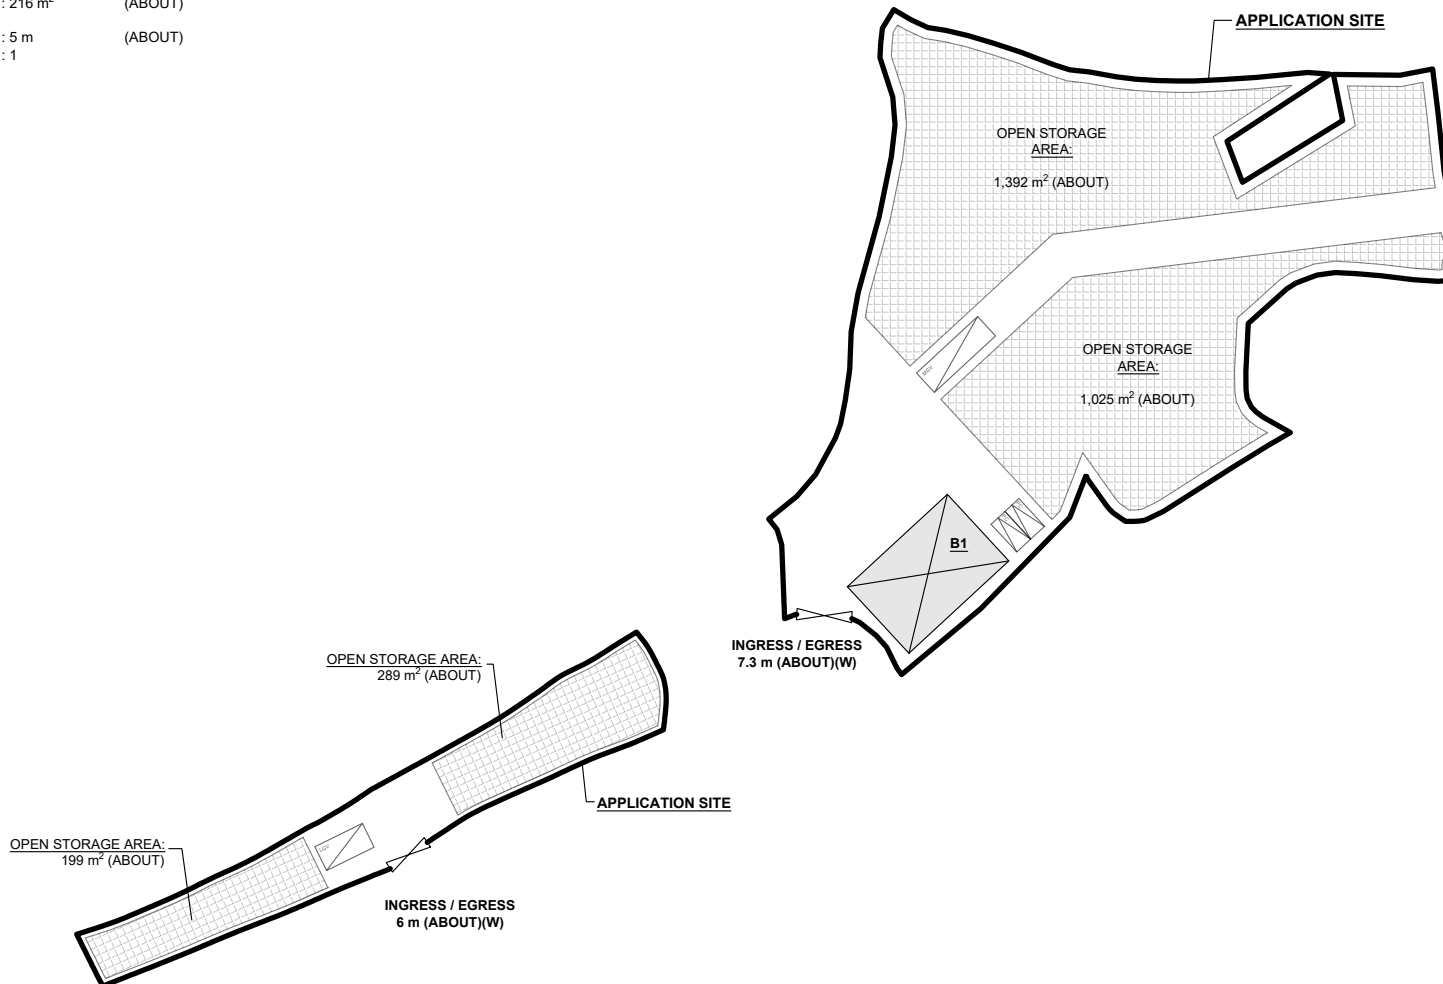 : 216 m² (ABOUT)
: 5 m (ABOUT)
: 1
APPLICATION SITE
OPEN STORAGE
AREA:
1,392 m² (ABOUT)
OPEN STORAGE
AREA:
1,025 m² (ABOUT)
MGV
B1
INGRESS / EGRESS
7.3 m (ABOUT)(W)
OPEN STORAGE AREA:
289 m² (ABOUT)
APPLICATION SITE
LGV
OPEN STORAGE AREA:
199 m² (ABOUT)
INGRESS / EGRESS
6 m (ABOUT)(W)